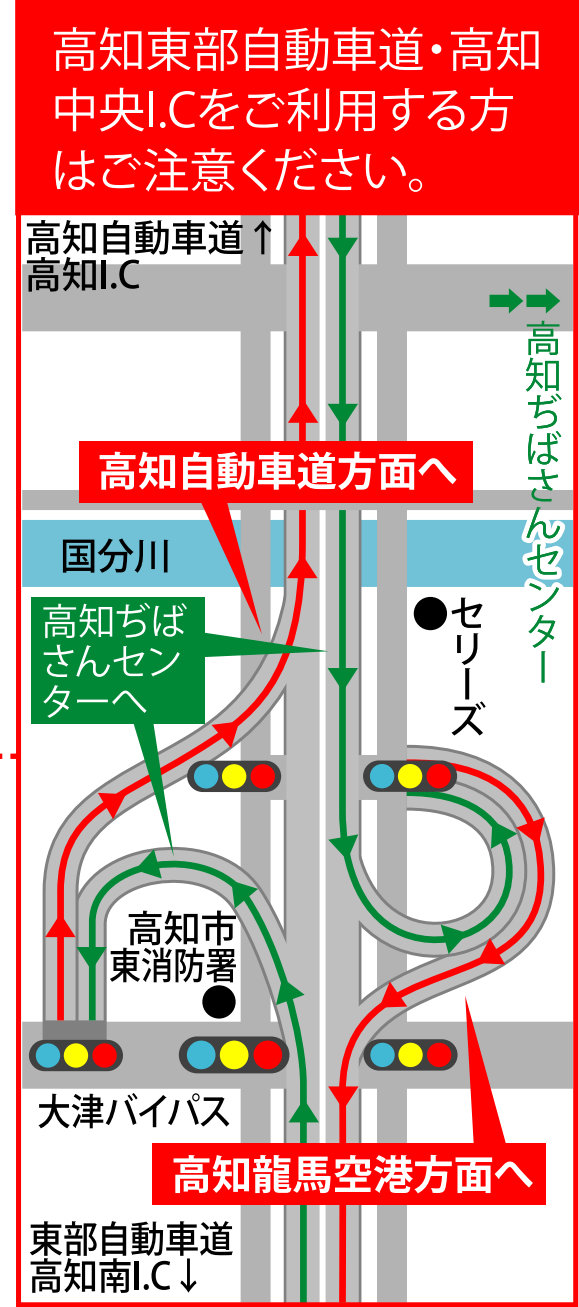 高知東部自動車道・高知
中央I.Cをご利用する方
はご注意ください。
高知自動車道↑
高知I.C
高知ぢばさんセンター
高知自動車道方面へ
国分川
高知ぢば
さんセン
ターへ
セリーズ
高知市
東消防署
大津バイパス
高知龍馬空港方面へ
東部自動車道
高知南I.C↓